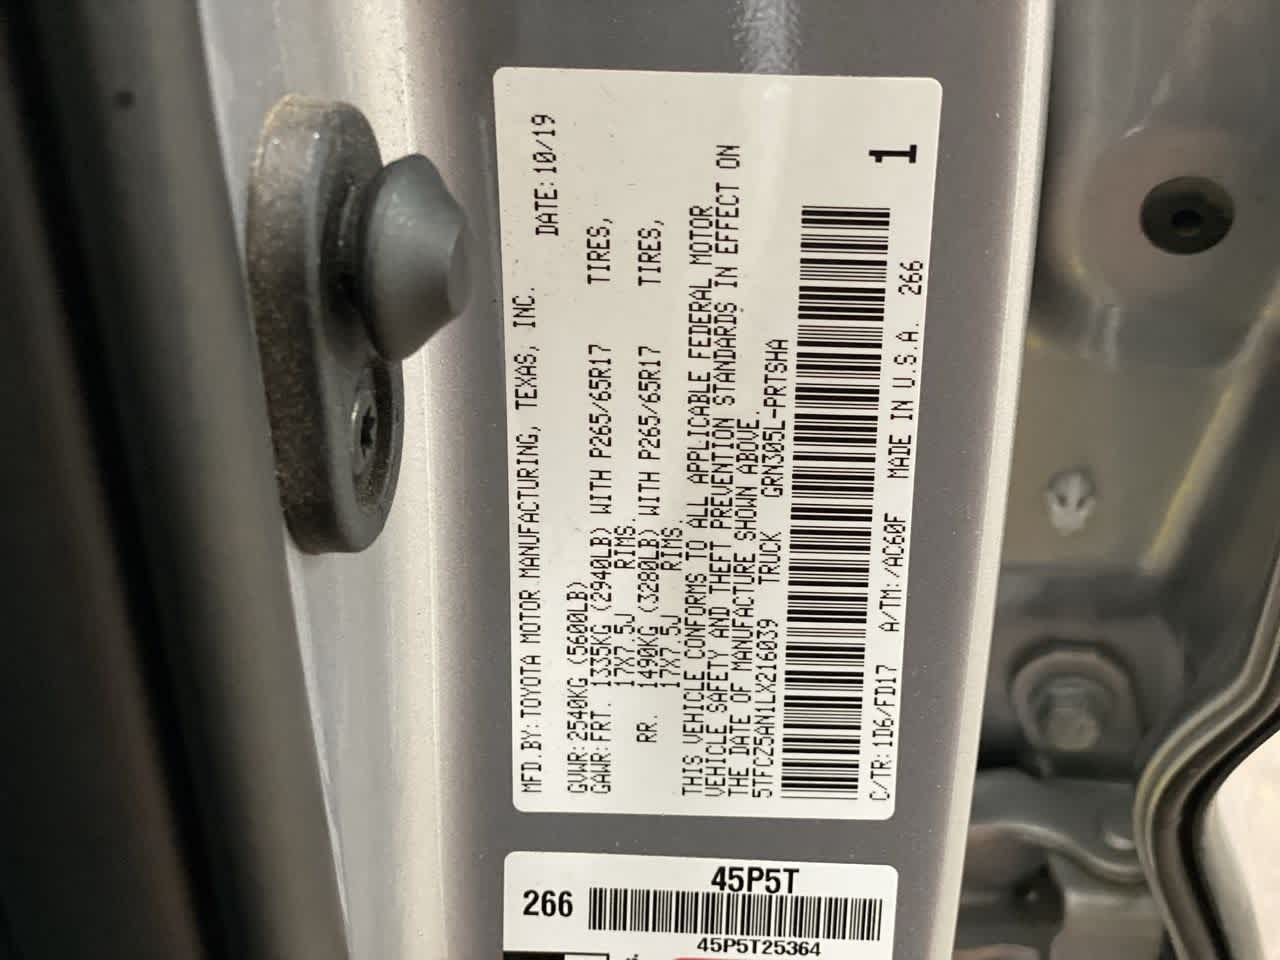 MFD.BY:TOYOTA MOTOR MANUFACTURING, TEXAS, INC.
DATE:10/19
GVWR:2540KG (5600LB)
GAWR:FRT. 1335KG (2940LB) WITH P265/65R17 TIRES,
17X7.5J RIMS.
RR. 1490KG (3280LB) WITH P265/65R17 TIRES,
17X7.5J RIMS.
THIS VEHICLE CONFORMS TO ALL APPLICABLE FEDERAL MOTOR
VEHICLE SAFETY AND THEFT PREVENTION STANDARDS IN EFFECT ON
THE DATE OF MANUFACTURE SHOWN ABOVE.
5TFCZ5AN1LX216039 TRUCK GRN305L-PRTSHA
1
C/TR:1D6/FD17 A/TM:/AC60F MADE IN U.S.A. 266
45P5T
266
45P5T25364